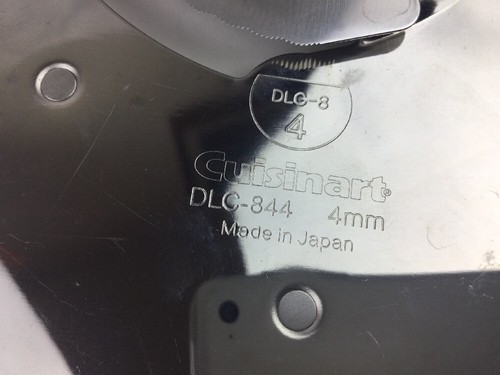 DLC-8
4
Cuisinart®
DLC-844 4mm
Made in Japan